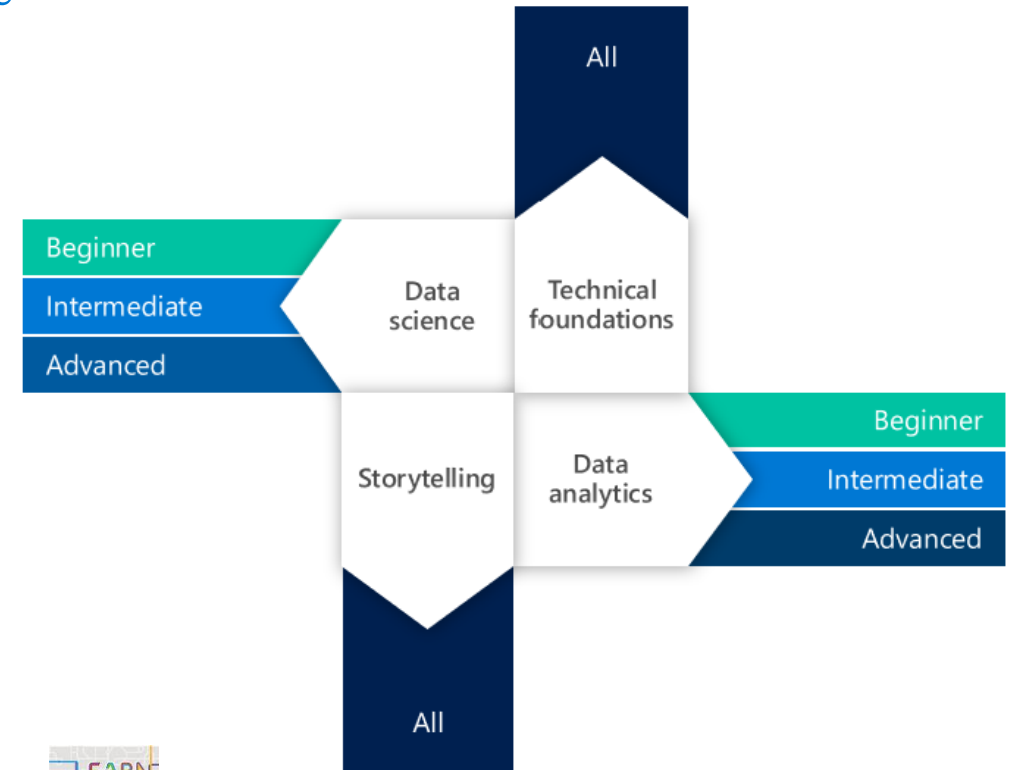 All
Beginner
Intermediate
Advanced
Data
science
Technical
foundations
Storytelling
Data
analytics
Beginner
Intermediate
Advanced
All